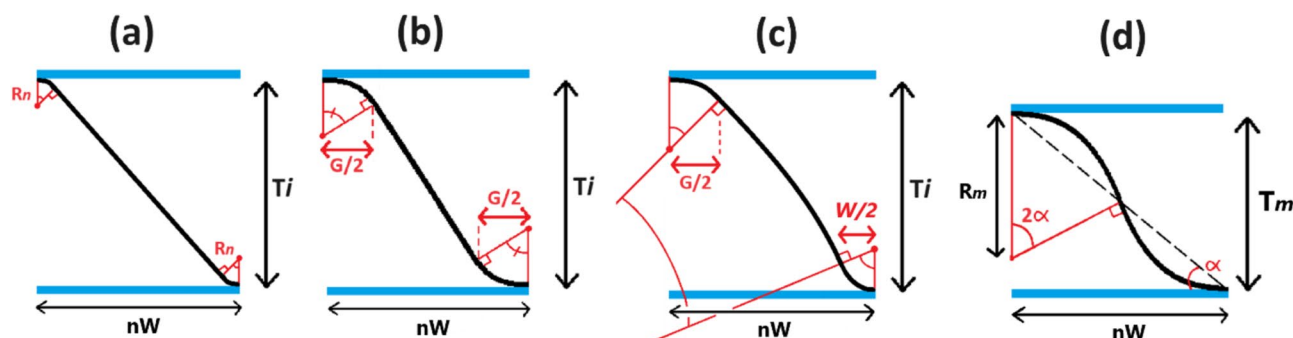 (a)
(b)
(c)
(d)
Rn
Rn
Ti
nW
G/2
G/2
Ti
nW
G/2
W/2
Ti
nW
Rm
2α
α
Tm
nW